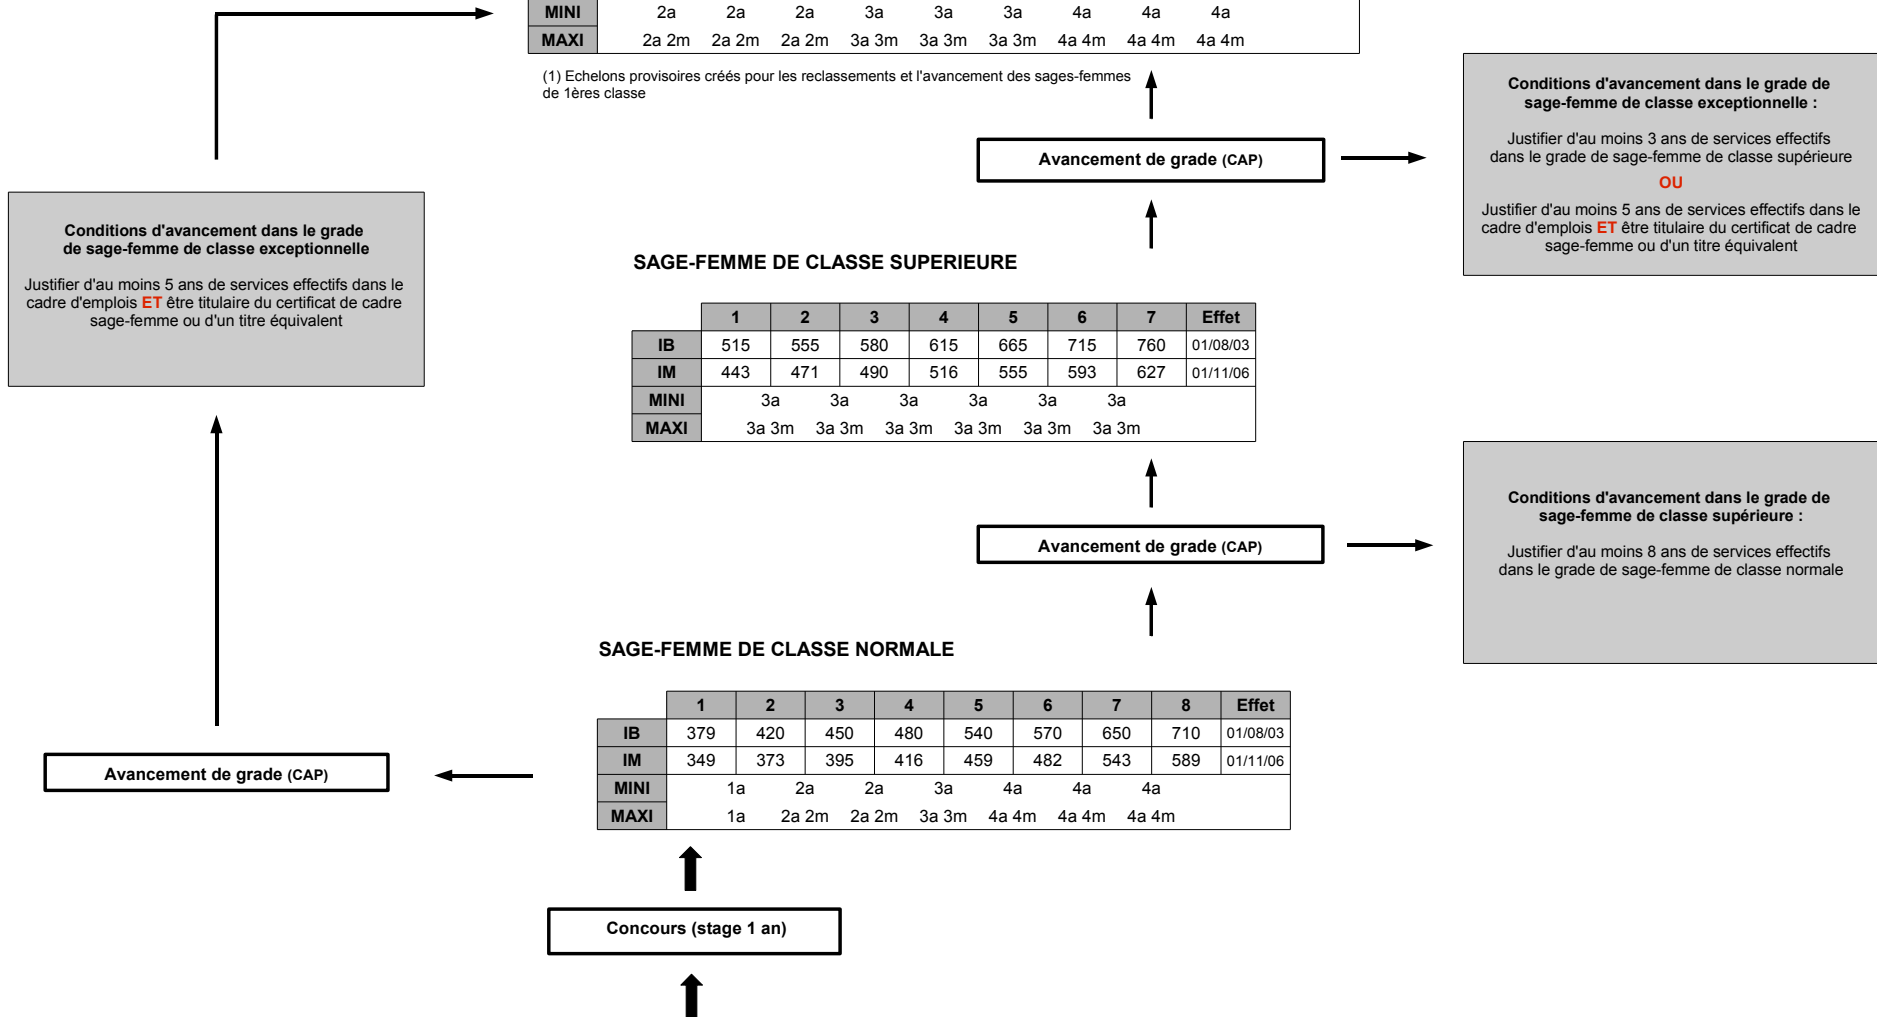 MINI 2a 2a 2a 3a 3a 3a 4a 4a 4a
MAXI 2a 2m 2a 2m 2a 2m 3a 3m 3a 3m 3a 3m 4a 4m 4a 4m 4a 4m
(1) Echelons provisoires créés pour les reclassements et l'avancement des sages-femmes
de 1ères classe
Conditions d'avancement dans le grade de
sage-femme de classe exceptionnelle :
Justifier d'au moins 3 ans de services effectifs
dans le grade de sage-femme de classe supérieure
OU
Justifier d'au moins 5 ans de services effectifs dans le
cadre d'emplois ET être titulaire du certificat de cadre
sage-femme ou d'un titre équivalent
Avancement de grade (CAP)
Conditions d'avancement dans le grade
de sage-femme de classe exceptionnelle
Justifier d'au moins 5 ans de services effectifs dans le
cadre d'emplois ET être titulaire du certificat de cadre
sage-femme ou d'un titre équivalent
SAGE-FEMME DE CLASSE SUPERIEURE
1 2 3 4 5 6 7 Effet
IB 515 555 580 615 665 715 760 01/08/03
IM 443 471 490 516 555 593 627 01/11/06
MINI 3a 3a 3a 3a 3a 3a
MAXI 3a 3m 3a 3m 3a 3m 3a 3m 3a 3m 3a 3m
Conditions d'avancement dans le grade de
sage-femme de classe supérieure :
Justifier d'au moins 8 ans de services effectifs
dans le grade de sage-femme de classe normale
Avancement de grade (CAP)
SAGE-FEMME DE CLASSE NORMALE
1 2 3 4 5 6 7 8 Effet
IB 379 420 450 480 540 570 650 710 01/08/03
IM 349 373 395 416 459 482 543 589 01/11/06
MINI 1a 2a 2a 3a 4a 4a 4a
MAXI 1a 2a 2m 2a 2m 3a 3m 4a 4m 4a 4m 4a 4m
Avancement de grade (CAP)
Concours (stage 1 an)